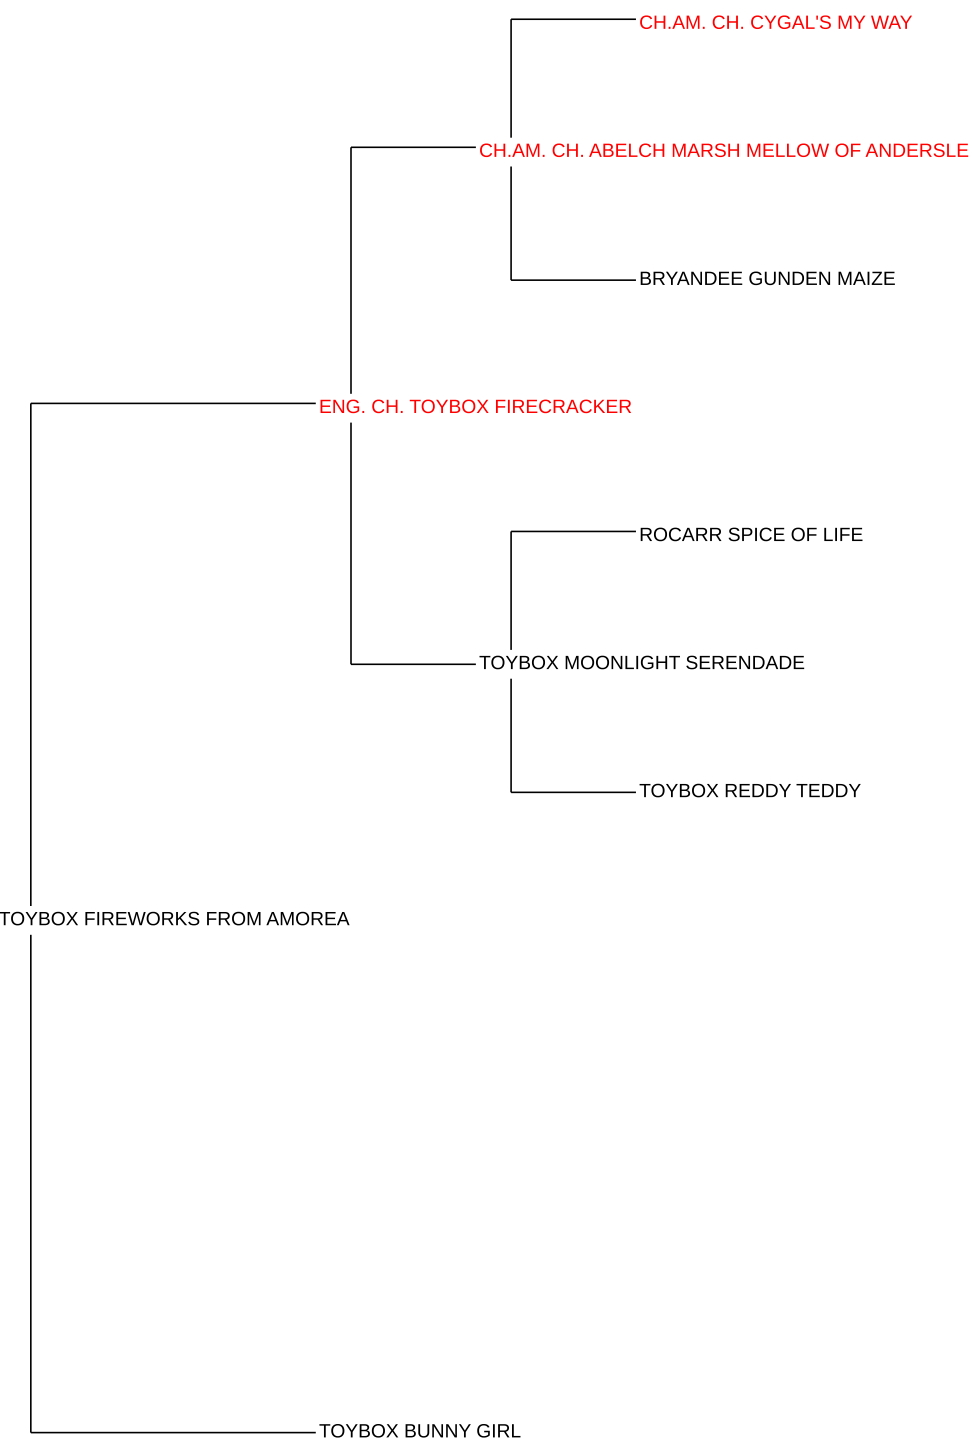 CH.AM. CH. CYGAL'S MY WAY
CH.AM. CH. ABELCH MARSH MELLOW OF ANDERSLE
BRYANDEE GUNDEN MAIZE
ENG. CH. TOYBOX FIRECRACKER
ROCARR SPICE OF LIFE
TOYBOX MOONLIGHT SERENDADE
TOYBOX REDDY TEDDY
TOYBOX FIREWORKS FROM AMOREA
TOYBOX BUNNY GIRL